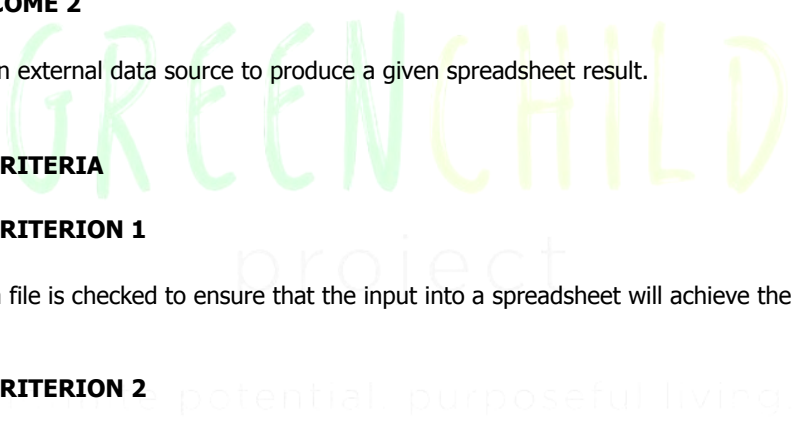 COME 2
n external data source to produce a given spreadsheet result.
GREENCHILD
RITERIA
RITERION 1
project
file is checked to ensure that the input into a spreadsheet will achieve the
RITERION 2
potential purposeful living